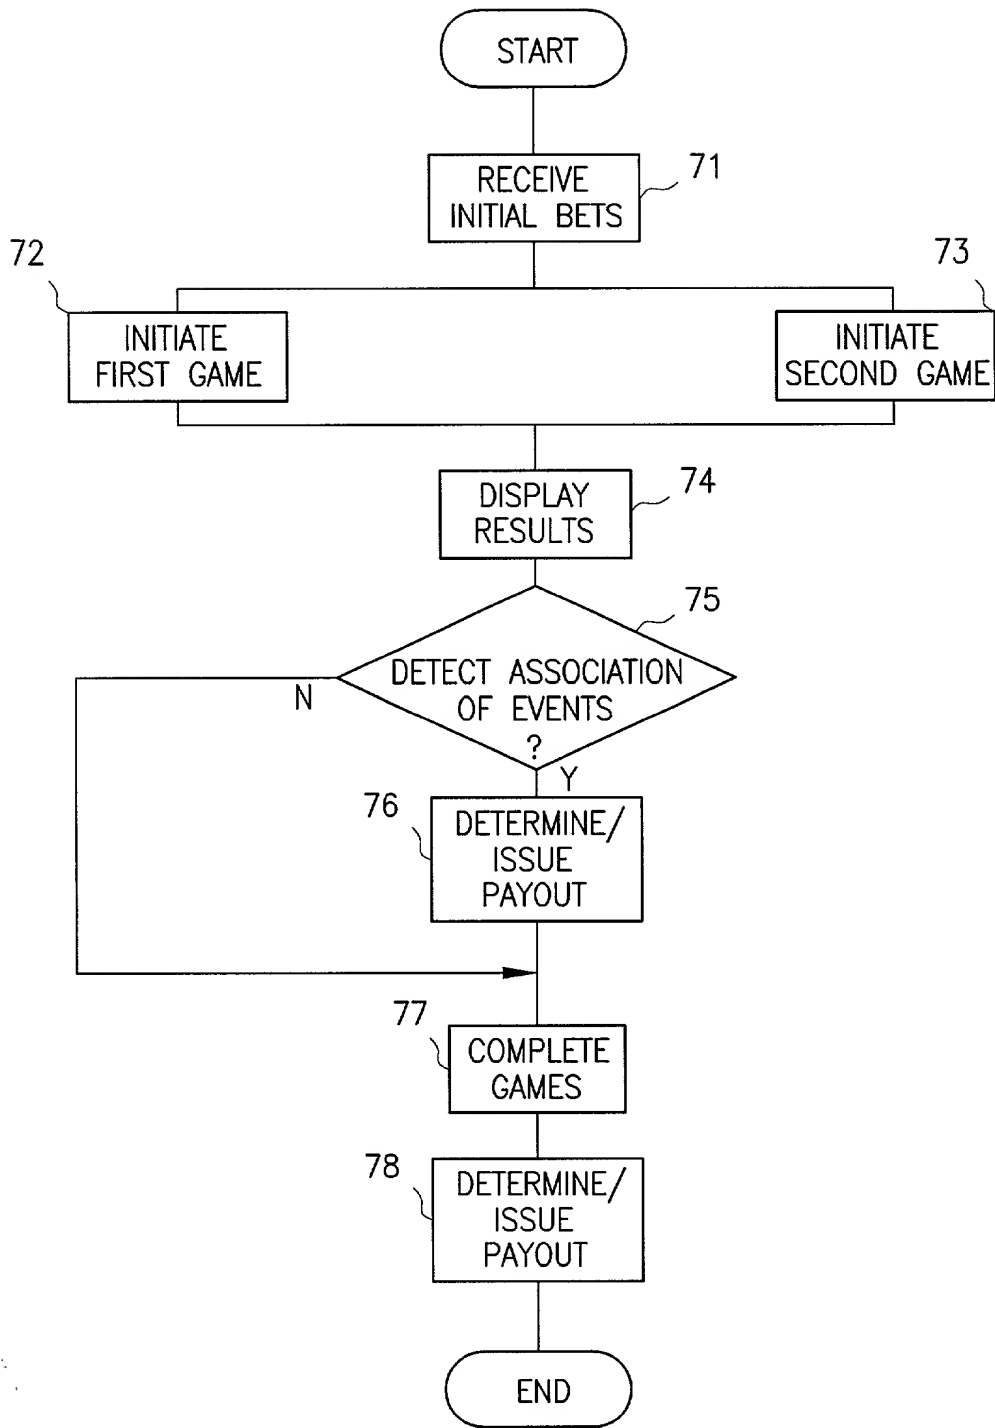 START
RECEIVE
INITIAL BETS
71
72
73
INITIATE
FIRST GAME
INITIATE
SECOND GAME
DISPLAY
RESULTS
74
75
DETECT ASSOCIATION
OF EVENTS
?
N
Y
76
DETERMINE/
ISSUE
PAYOUT
77
COMPLETE
GAMES
78
DETERMINE/
ISSUE
PAYOUT
END